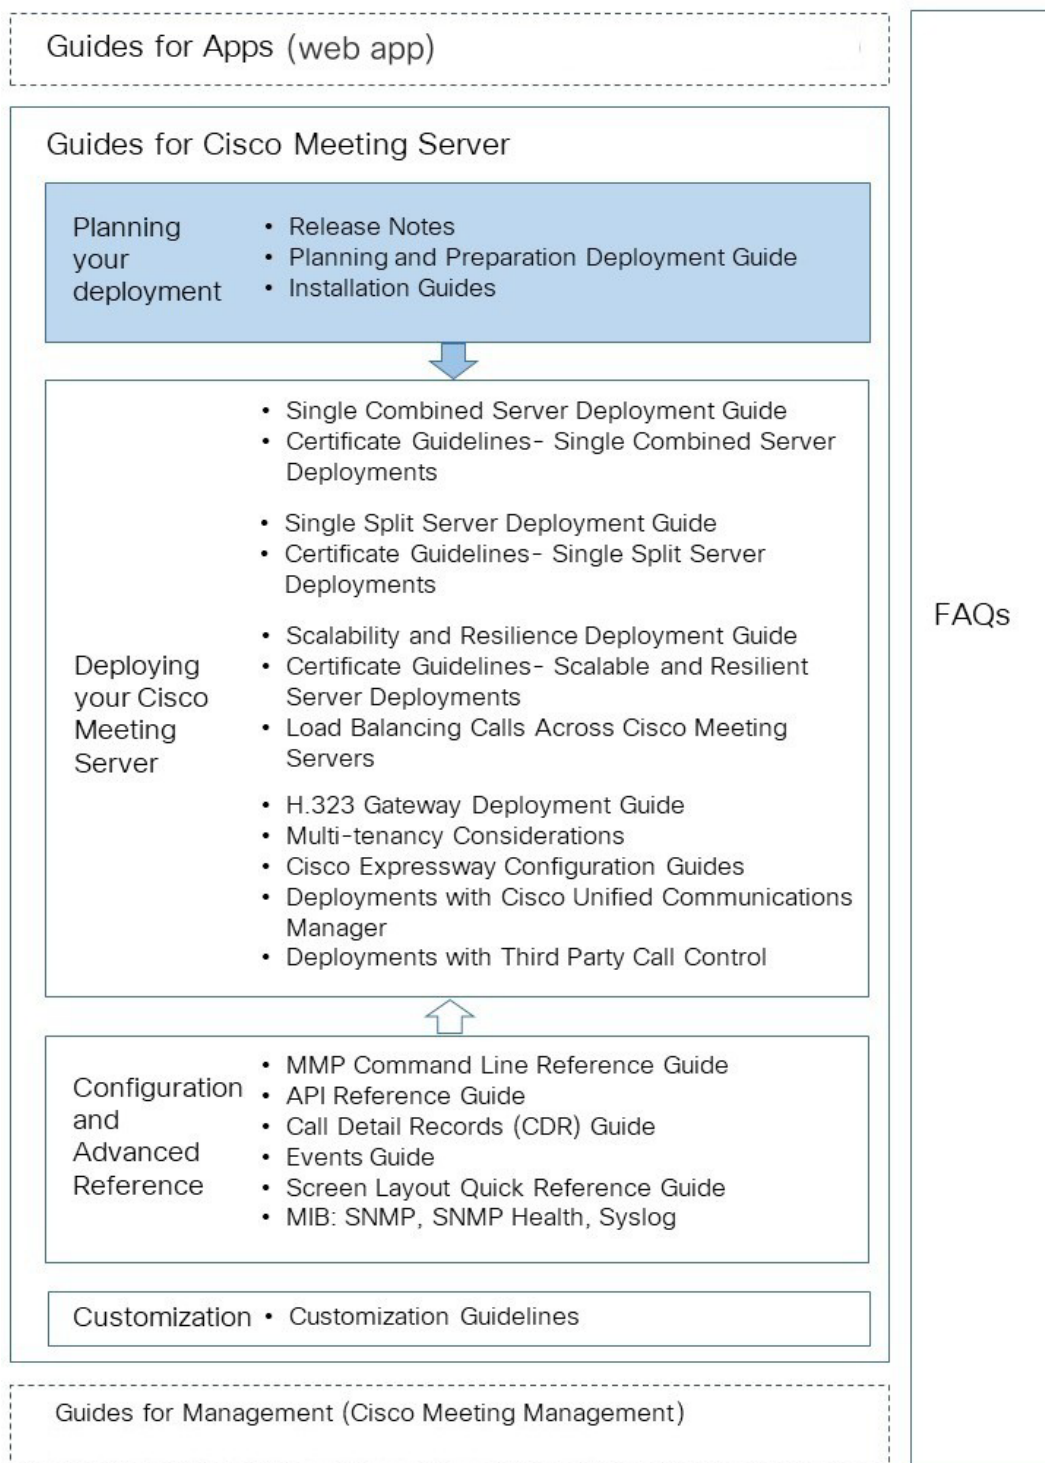 Guides for Apps (web app)
Guides for Cisco Meeting Server
Planning
your
deployment
• Release Notes
• Planning and Preparation Deployment Guide
• Installation Guides
Deploying
your Cisco
Meeting
Server
• Single Combined Server Deployment Guide
• Certificate Guidelines- Single Combined Server
Deployments
• Single Split Server Deployment Guide
• Certificate Guidelines- Single Split Server
Deployments
• Scalability and Resilience Deployment Guide
• Certificate Guidelines- Scalable and Resilient
Server Deployments
• Load Balancing Calls Across Cisco Meeting
Servers
• H.323 Gateway Deployment Guide
• Multi-tenancy Considerations
• Cisco Expressway Configuration Guides
• Deployments with Cisco Unified Communications
Manager
• Deployments with Third Party Call Control
Configuration
and
Advanced
Reference
• MMP Command Line Reference Guide
• API Reference Guide
• Call Detail Records (CDR) Guide
• Events Guide
• Screen Layout Quick Reference Guide
• MIB: SNMP, SNMP Health, Syslog
Customization • Customization Guidelines
Guides for Management (Cisco Meeting Management)
FAQs